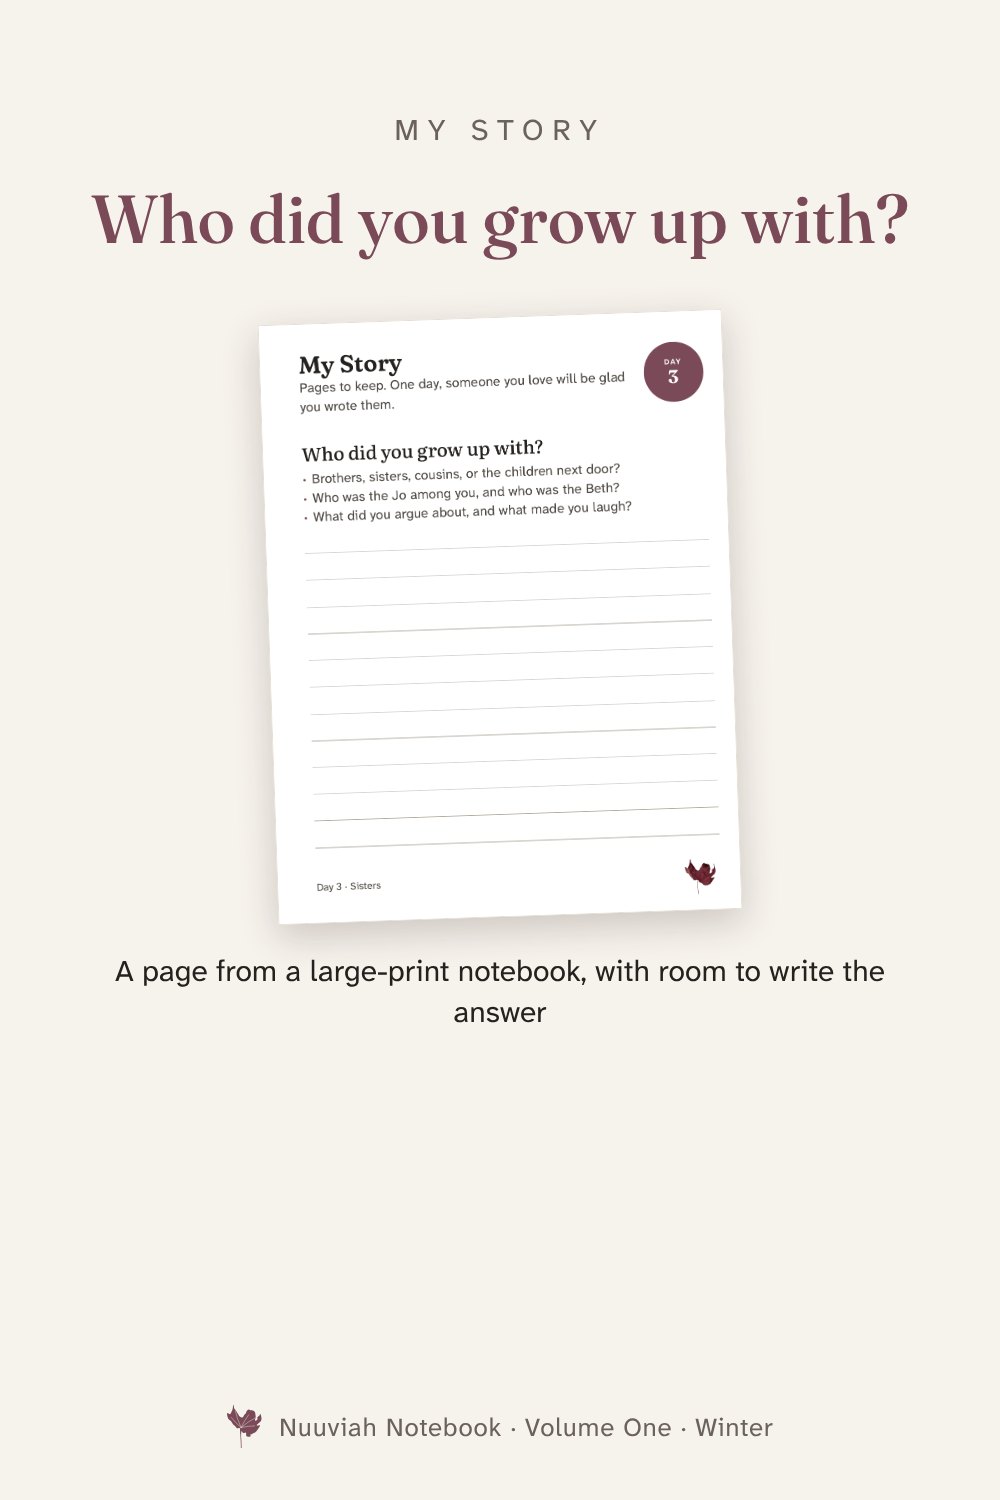 MY STORY
Who did you grow up with?
My Story
Pages to keep. One day, someone you love will be glad
you wrote them.
DAY
3
Who did you grow up with?
• Brothers, sisters, cousins, or the children next door?
• Who was the Jo among you, and who was the Beth?
• What did you argue about, and what made you laugh?
Day 3 · Sisters
A page from a large-print notebook, with room to write the
answer
Nuuviah Notebook · Volume One · Winter